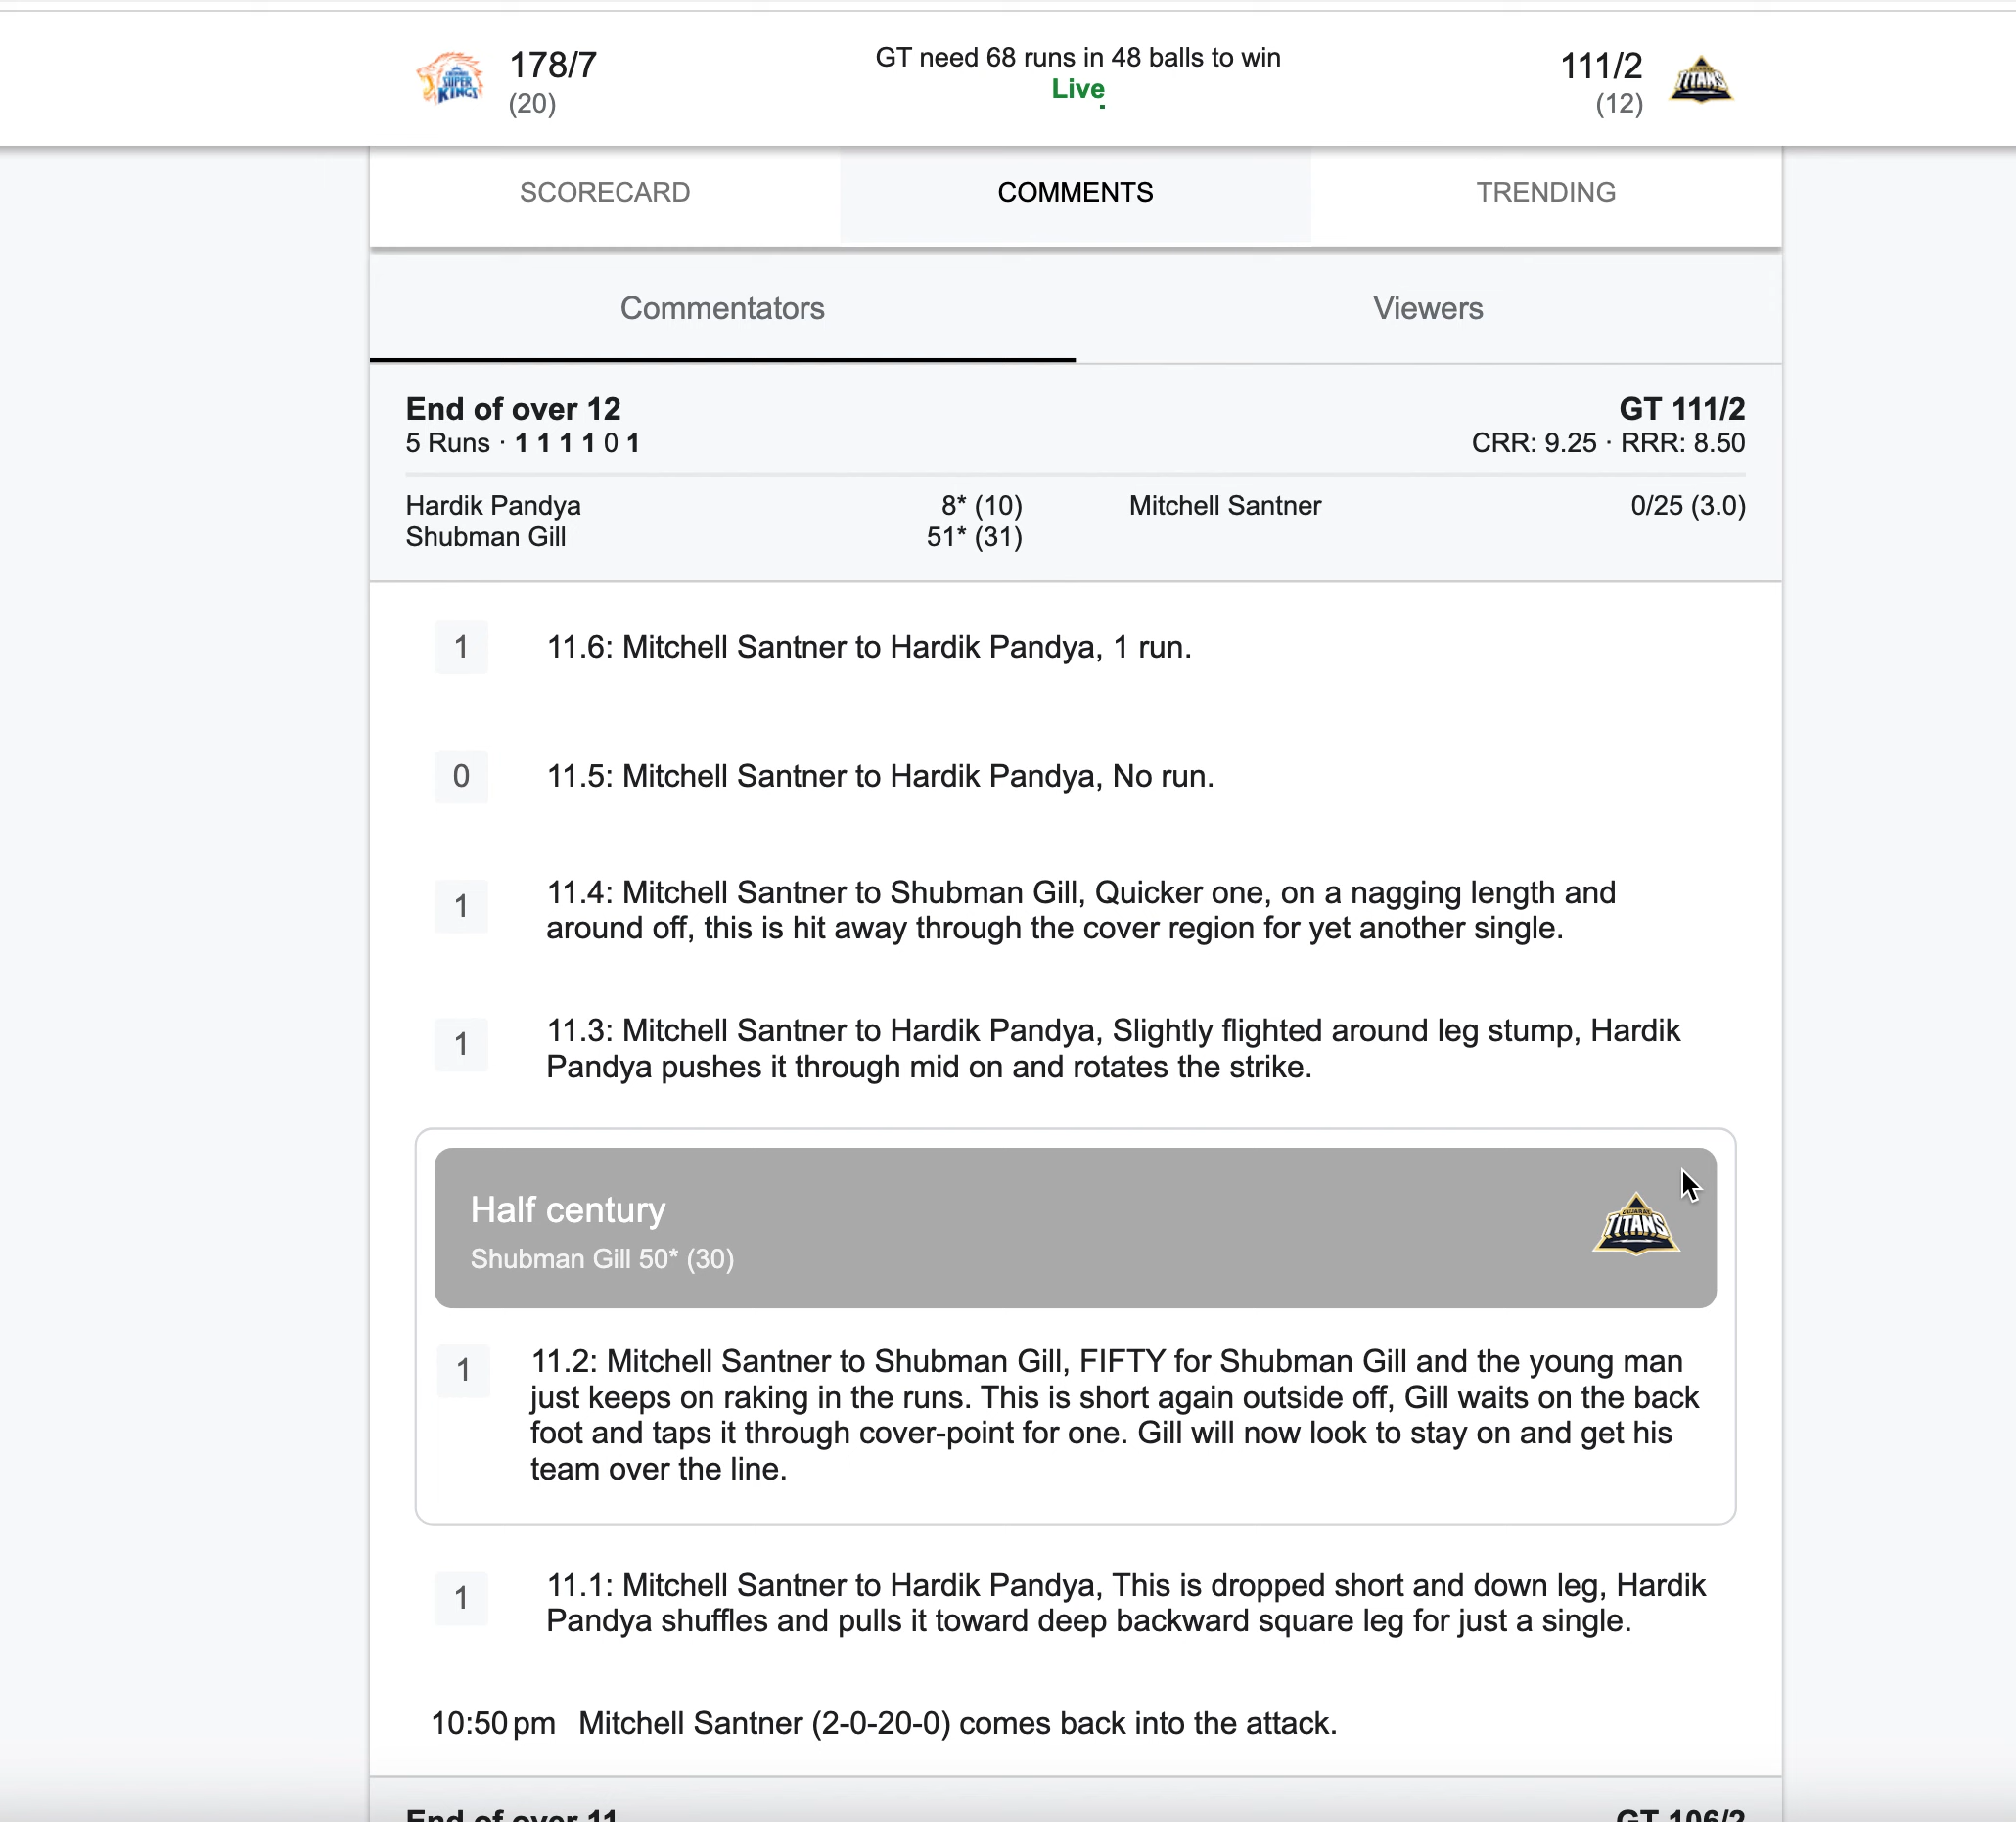 SUPER
KINGS
178/7
(20)
GT need 68 runs in 48 balls to win
Live
111/2
(12)
TITANS
SCORECARD
COMMENTS
TRENDING
Commentators
Viewers
End of over 12
GT 111/2
5 Runs · 1 1 1 1 0 1
CRR: 9.25 · RRR: 8.50
Hardik Pandya
8* (10)
Mitchell Santner
0/25 (3.0)
Shubman Gill
51* (31)
1
11.6: Mitchell Santner to Hardik Pandya, 1 run.
0
11.5: Mitchell Santner to Hardik Pandya, No run.
1
11.4: Mitchell Santner to Shubman Gill, Quicker one, on a nagging length and
around off, this is hit away through the cover region for yet another single.
1
11.3: Mitchell Santner to Hardik Pandya, Slightly flighted around leg stump, Hardik
Pandya pushes it through mid on and rotates the strike.
Half century
Shubman Gill 50* (30)
GUJARAT
TITANS
1
11.2: Mitchell Santner to Shubman Gill, FIFTY for Shubman Gill and the young man
just keeps on raking in the runs. This is short again outside off, Gill waits on the back
foot and taps it through cover-point for one. Gill will now look to stay on and get his
team over the line.
1
11.1: Mitchell Santner to Hardik Pandya, This is dropped short and down leg, Hardik
Pandya shuffles and pulls it toward deep backward square leg for just a single.
10:50 pm Mitchell Santner (2-0-20-0) comes back into the attack.
End of over 11
GT 106/2